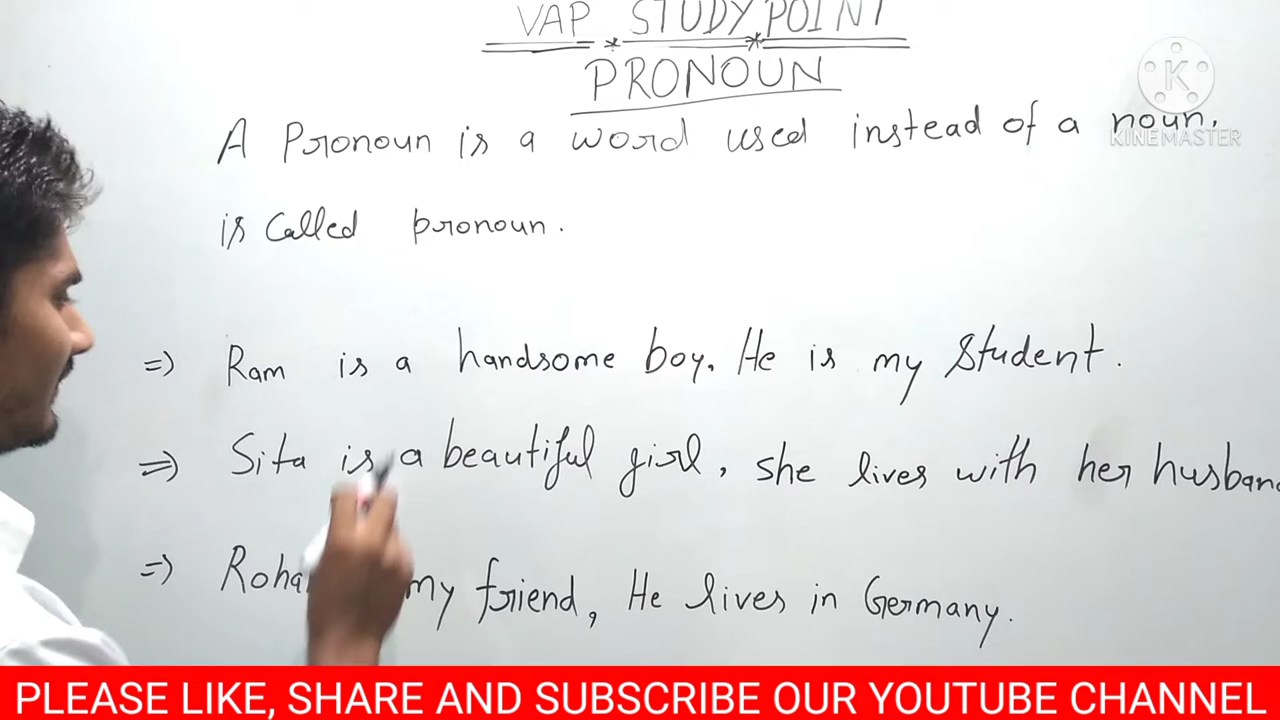 VAP STUDY POINT
PRONOUN
A Pronoun is a word used instead of a noun.
is called pronoun.
=) Ram is a handsome boy. He is my student.
=) Sita is a beautiful girl, she lives with her husban
=) my friend, He lives in Germany.
K
KINEMASTER
PLEASE LIKE, SHARE AND SUBSCRIBE OUR YOUTUBE CHANNEL